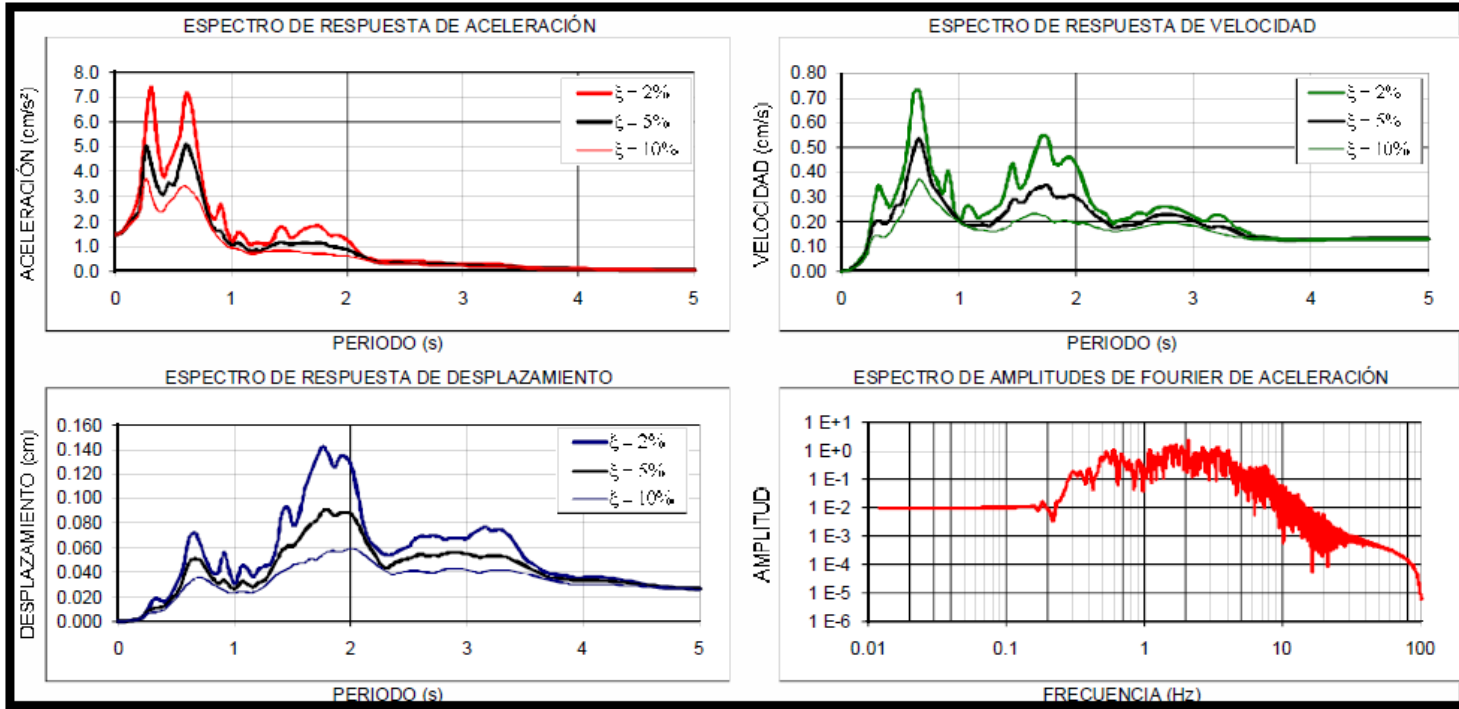 ESPECTRO DE RESPUESTA DE ACELERACIÓN
ACELERACIÓN (cm/s²)
8.0
7.0
6.0
5.0
4.0
3.0
2.0
1.0
0.0
ξ = 2%
ξ = 5%
ξ = 10%
0 1 2 3 4 5
PERIODO (s)
ESPECTRO DE RESPUESTA DE VELOCIDAD
VELOCIDAD (cm/s)
0.80
0.70
0.60
0.50
0.40
0.30
0.20
0.10
0.00
ξ = 2%
ξ = 5%
ξ = 10%
0 1 2 3 4 5
PERIODO (s)
ESPECTRO DE RESPUESTA DE DESPLAZAMIENTO
DESPLAZAMIENTO (cm)
0.160
0.140
0.120
0.100
0.080
0.060
0.040
0.020
0.000
ξ = 2%
ξ = 5%
ξ = 10%
0 1 2 3 4 5
PERIODO (s)
ESPECTRO DE AMPLITUDES DE FOURIER DE ACELERACIÓN
AMPLITUD
1 E+1
1 E+0
1 E-1
1 E-2
1 E-3
1 E-4
1 E-5
1 E-6
0.01 0.1 1 10 100
FRECUENCIA (Hz)